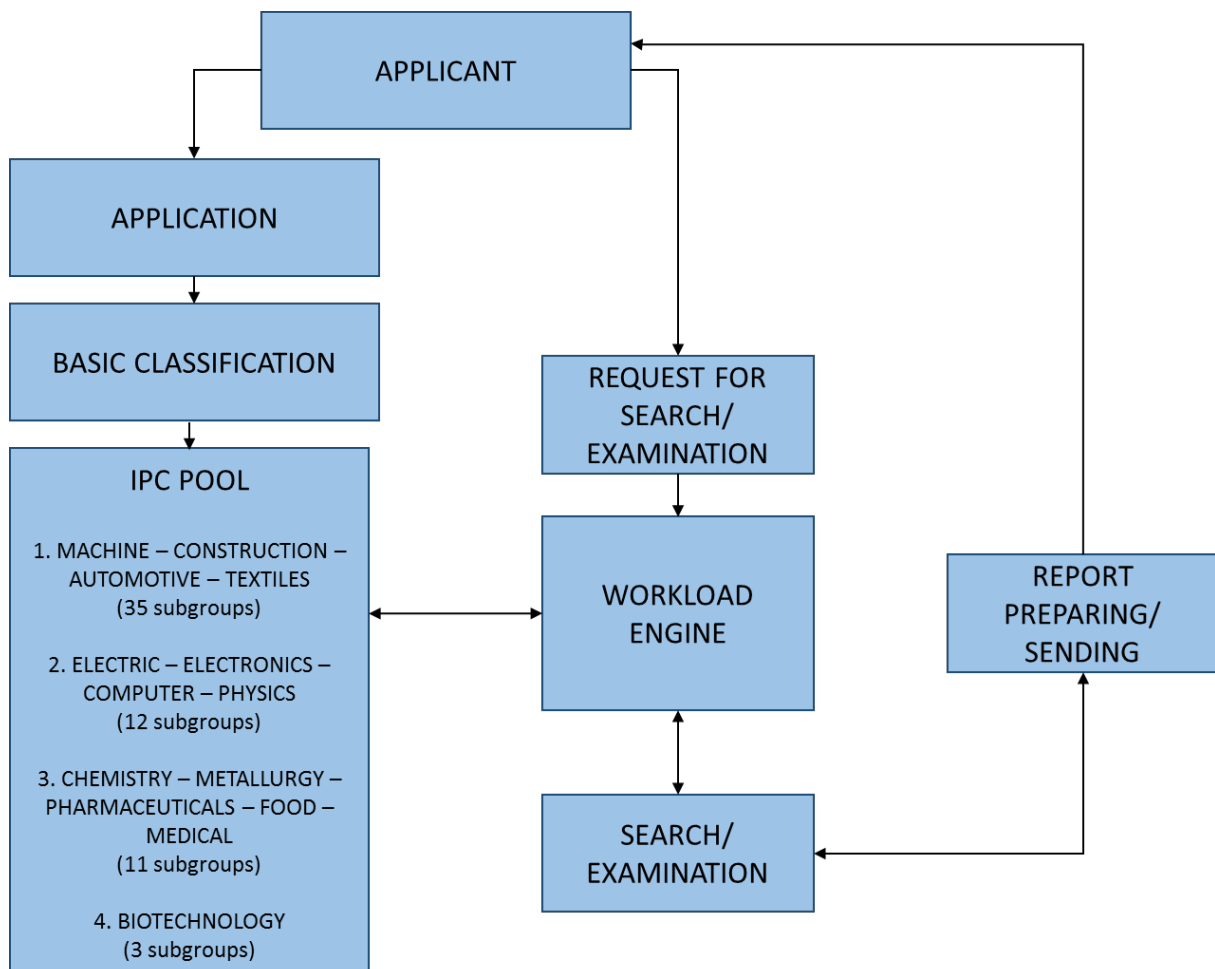 APPLICANT
APPLICATION
BASIC CLASSIFICATION
REQUEST FOR
SEARCH/
EXAMINATION
IPC POOL
1. MACHINE – CONSTRUCTION –
AUTOMOTIVE – TEXTILES
(35 subgroups)
2. ELECTRIC – ELECTRONICS –
COMPUTER – PHYSICS
(12 subgroups)
3. CHEMISTRY – METALLURGY –
PHARMACEUTICALS – FOOD –
MEDICAL
(11 subgroups)
4. BIOTECHNOLOGY
(3 subgroups)
WORKLOAD
ENGINE
REPORT
PREPARING/
SENDING
SEARCH/
EXAMINATION